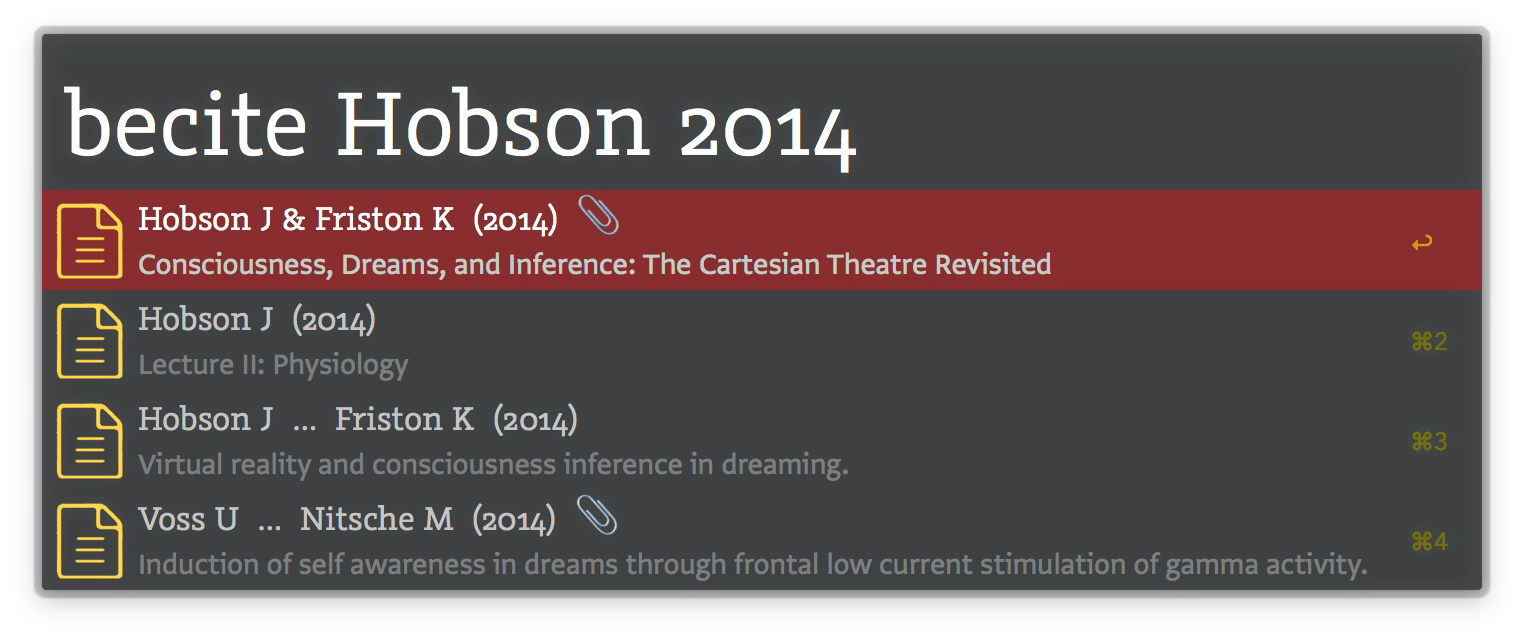 becite Hobson 2014
Hobson J & Friston K (2014)
Consciousness, Dreams, and Inference: The Cartesian Theatre Revisited
↩
Hobson J (2014)
Lecture II: Physiology
⌘2
Hobson J ... Friston K (2014)
Virtual reality and consciousness inference in dreaming.
⌘3
Voss U ... Nitsche M (2014)
Induction of self awareness in dreams through frontal low current stimulation of gamma activity.
⌘4